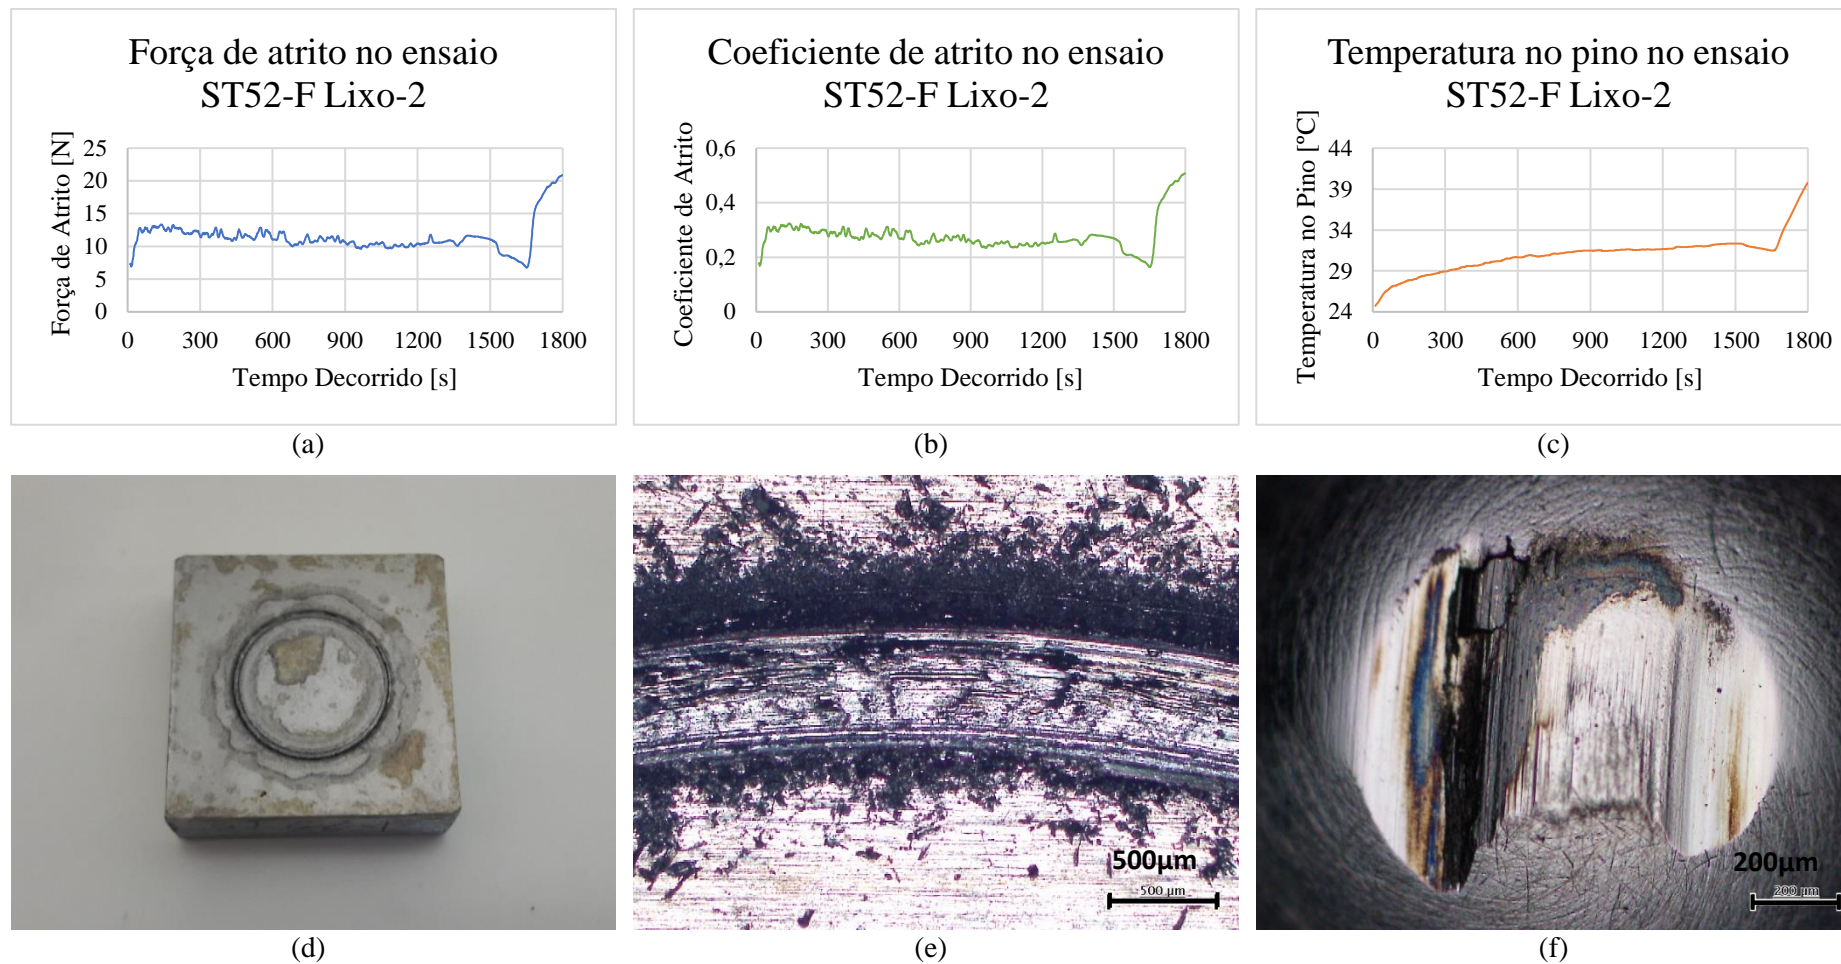 Força de atrito no ensaio
ST52-F Lixo-2
Força de Atrito [N]
25
20
15
10
5
0
0 300 600 900 1200 1500 1800
Tempo Decorrido [s]
(a)
Coeficiente de atrito no ensaio
ST52-F Lixo-2
Coeficiente de Atrito
0,6
0,4
0,2
0
0 300 600 900 1200 1500 1800
Tempo Decorrido [s]
(b)
Temperatura no pino no ensaio
ST52-F Lixo-2
Temperatura no Pino [ºC]
44
39
34
29
24
0 300 600 900 1200 1500 1800
Tempo Decorrido [s]
(c)
(d)
500µm
500 µm
(e)
200µm
200 µm
(f)